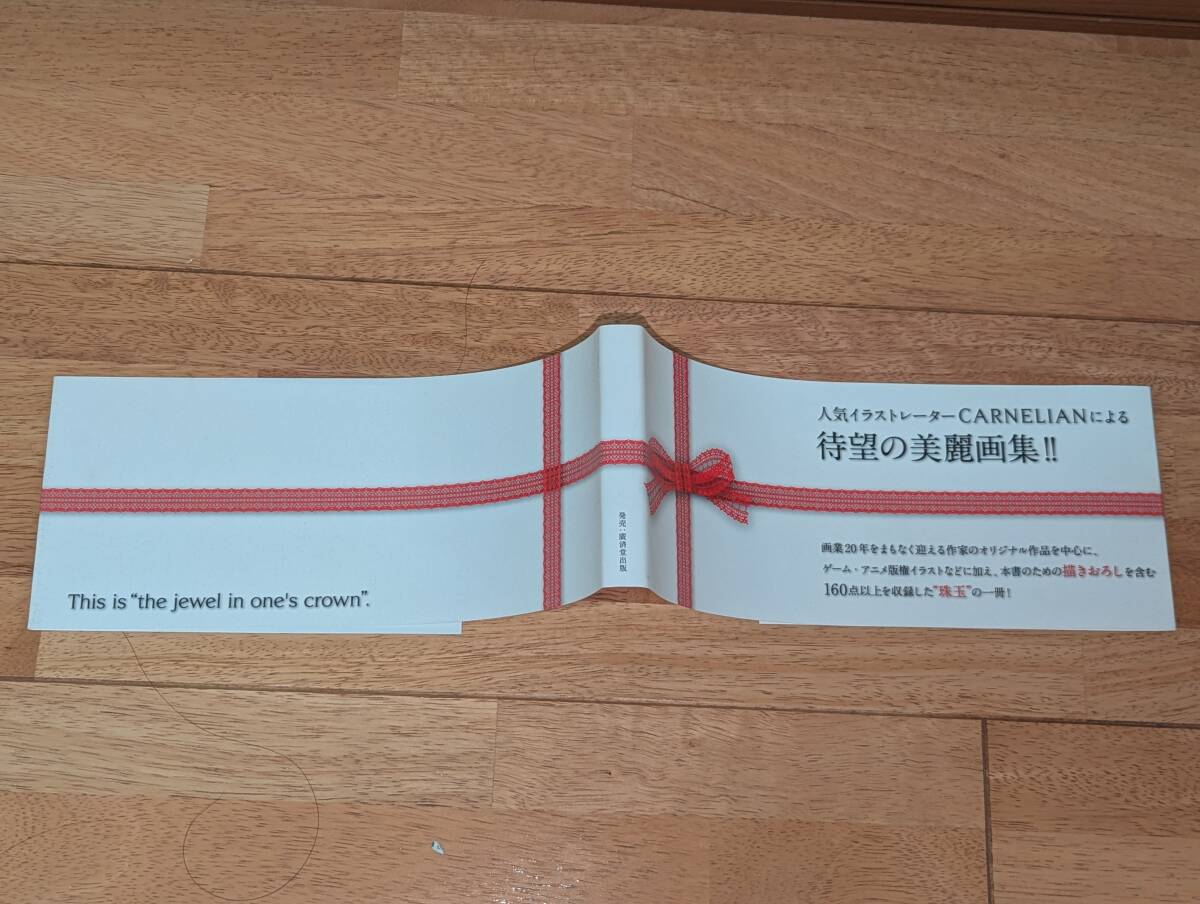 人気イラストレーターCARNELIANによる
待望の美麗画集!!
画業20年をまもなく迎える作家のオリジナル作品を中心に、
ゲーム・アニメ版権イラストなどに加え、本書のための描きおろしを含む
160点以上を収録した"珠玉"の一冊!
発売:廣済堂出版
This is “the jewel in one's crown”.